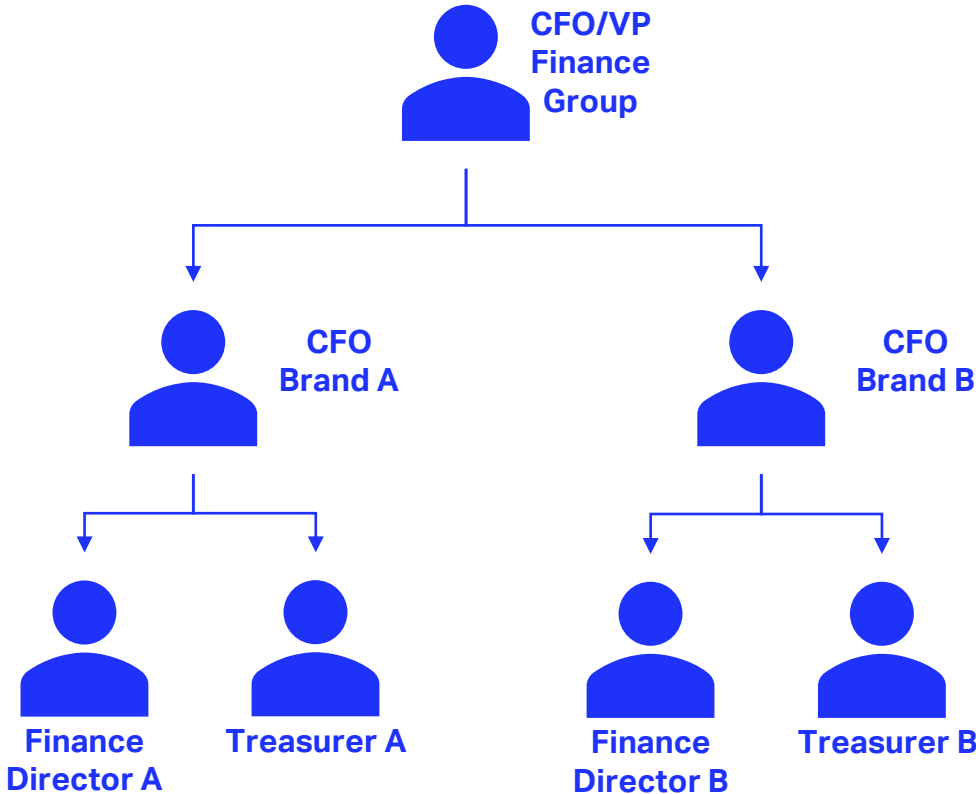 CFO/VP
Finance
Group
CFO
Brand A
CFO
Brand B
Finance
Director A
Treasurer A
Finance
Director B
Treasurer B